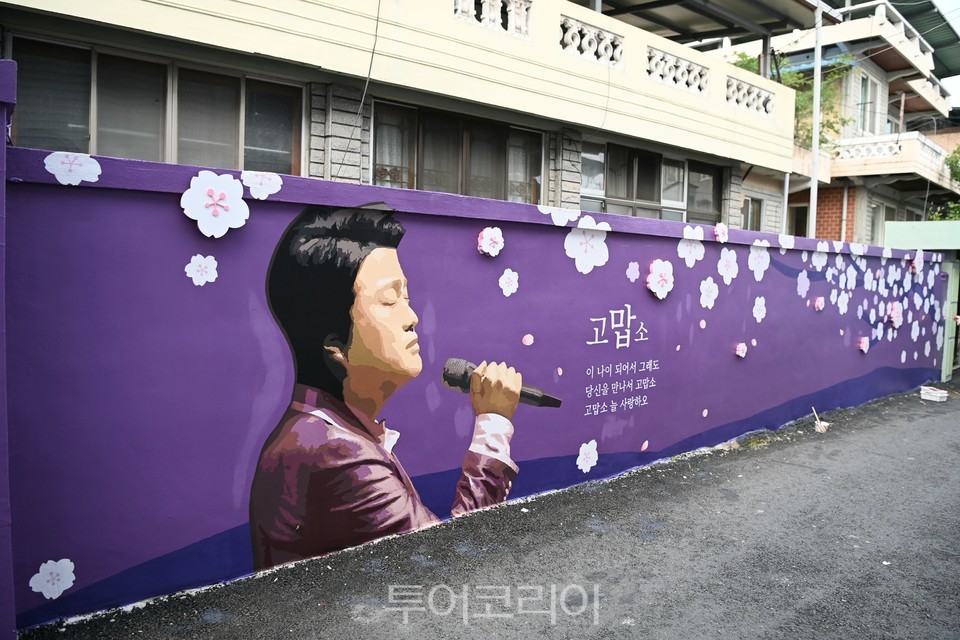 고맙소
이 나이 되어서 그래도
당신을 만나서 고맙소
고맙소 늘 사랑하오
투어코리아